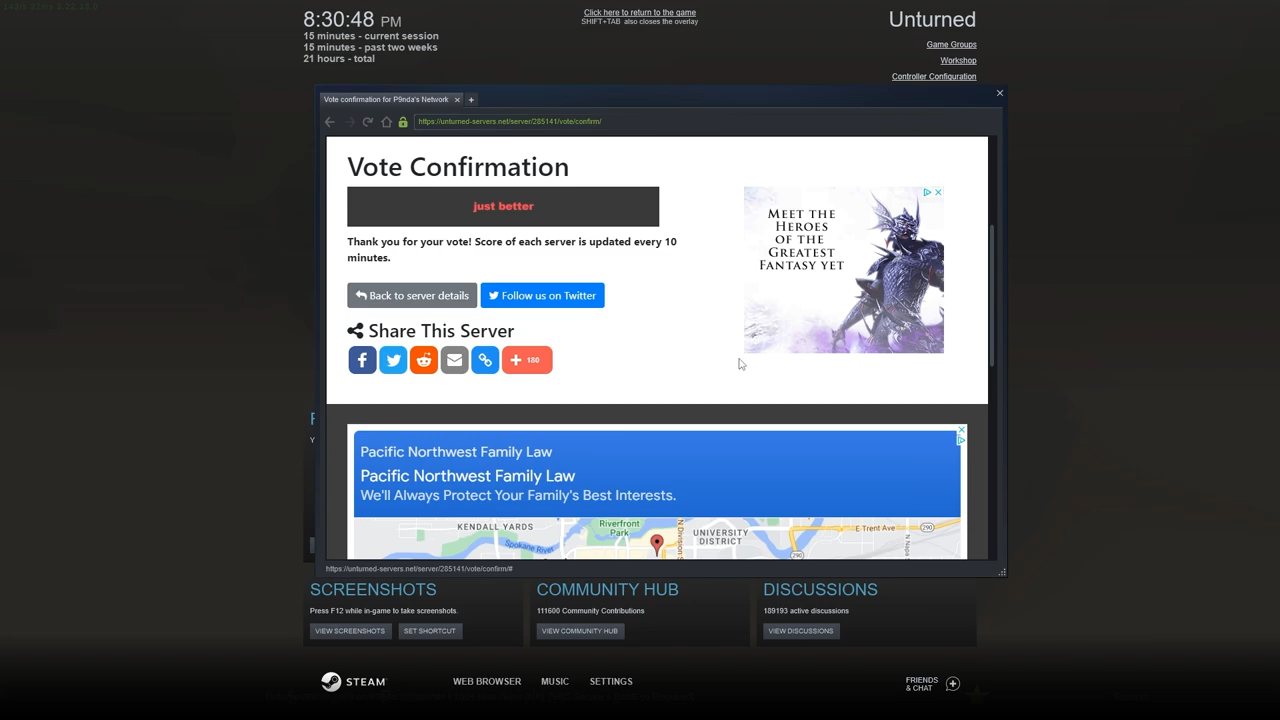 8:30:48 PM
15 minutes - current session
15 minutes - past two weeks
21 hours - total
Click here to return to the game
SHIFT+TAB also closes the overlay
Unturned
Game Groups
Workshop
Controller Configuration
Vote confirmation for P9nda's Network
https://unturned-servers.net/server/285141/vote/confirm/
Vote Confirmation
just better
Thank you for your vote! Score of each server is updated every 10
minutes.
Back to server details
Follow us on Twitter
Share This Server
180
MEET THE
HEROES
OF THE
GREATEST
FANTASY YET
Pacific Northwest Family Law
Pacific Northwest Family Law
We'll Always Protect Your Family's Best Interests.
KENDALL YARDS
Riverfront
Park
Spokane River
N Division S
UNIVERSITY
DISTRICT
E Trent Ave
290
290
https://unturned-servers.net/server/285141/vote/confirm/#
SCREENSHOTS
Press F12 while in-game to take screenshots.
VIEW SCREENSHOTS
SET SHORTCUT
COMMUNITY HUB
111600 Community Contributions
VIEW COMMUNITY HUB
DISCUSSIONS
189193 active discussions
VIEW DISCUSSIONS
STEAM
WEB BROWSER
MUSIC
SETTINGS
FRIENDS
& CHAT